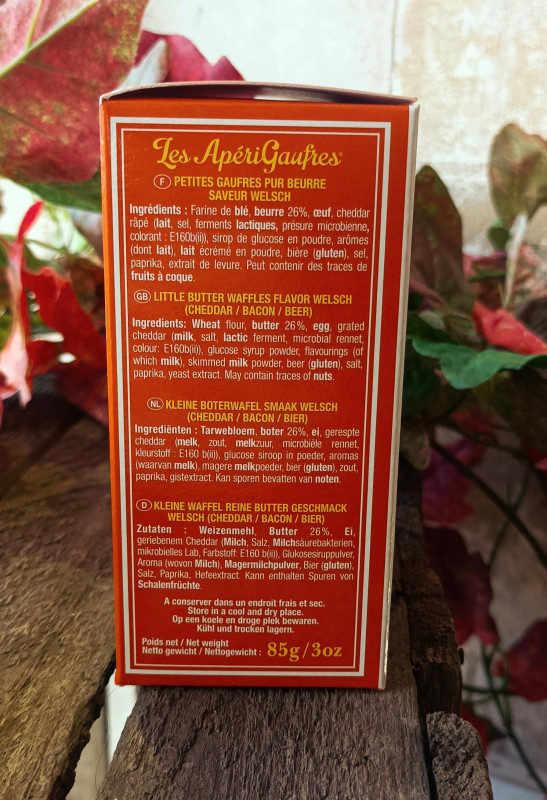 Les ApériGaufres®
F PETITES GAUFRES PUR BEURRE
SAVEUR WELSCH
Ingrédients : Farine de blé, beurre 26%, œuf, cheddar
râpé (lait, sel, ferments lactiques, présure microbienne,
colorant : E160b(ii)), sirop de glucose en poudre, arômes
(dont lait), lait écrémé en poudre, bière (gluten), sel,
paprika, extrait de levure. Peut contenir des traces de
fruits à coque.
GB LITTLE BUTTER WAFFLES FLAVOR WELSCH
(CHEDDAR / BACON / BEER)
Ingredients: Wheat flour, butter 26%, egg, grated
cheddar (milk, salt, lactic ferment, microbial rennet,
colour: E160b(ii)), glucose syrup powder, flavourings (of
which milk), skimmed milk powder, beer (gluten), salt,
paprika, yeast extract. May contain traces of nuts.
NL KLEINE BOTERWAFEL SMAAK WELSCH
(CHEDDAR / BACON / BIER)
Ingrediënten : Tarwebloem, boter 26%, ei, gerespte
cheddar (melk, zout, melkzuur, microbiële rennet,
kleurstoff : E160 b(ii)), glucose siroop in poeder, aromas
(waarvan melk), magere melkpoeder, bier (gluten), zout,
paprika, gistextract. Kan sporen bevatten van noten.
D KLEINE WAFFEL REINE BUTTER GESCHMACK
WELSCH (CHEDDAR / BACON / BIER)
Zutaten : Weizenmehl, Butter 26%, Ei,
geriebenem Cheddar (Milch, Salz, Milchsäurebakterien,
mikrobielles Lab, Farbstoff: E160 b(ii)), Glukosesiruppulver,
Aroma (wovon Milch), Magermilchpulver, Bier (gluten),
Salz, Paprika, Hefeextract. Kann enthalten Spuren von
Schalenfrüchte.
A conserver dans un endroit frais et sec.
Store in a cool and dry place.
Op een koele en droge plek bewaren.
Kühl und trocken lagern.
Poids net / Net weight
Netto gewicht / Nettogewicht : 85g/3oz